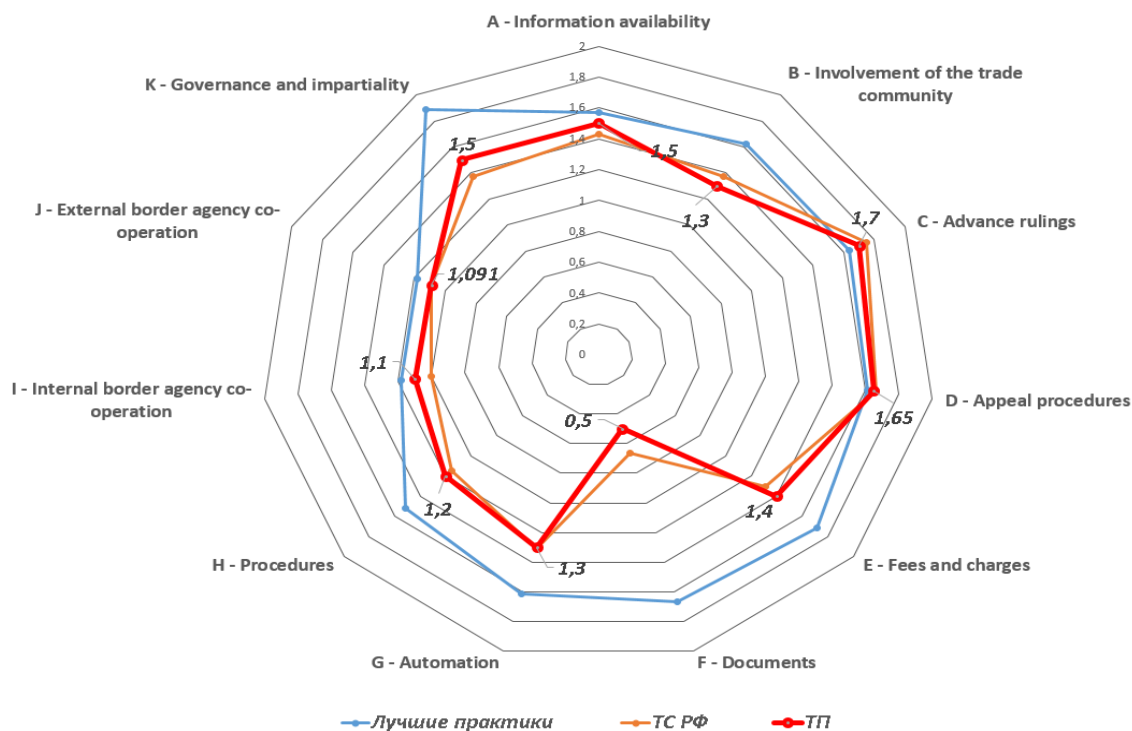 A - Information availability
2
B - Involvement of the trade
community
K - Governance and impartiality
1,8
1,6
1,5
1,4
1,5
1,2
1,3
1
C - Advance rulings
1,7
J - External border agency co-
operation
0,8
1,091
0,6
0,4
0,2
0
I - Internal border agency co-
operation
1,1
D - Appeal procedures
1,65
0,5
1,2
1,4
H - Procedures
1,3
E - Fees and charges
G - Automation
F - Documents
Лучшие практики
ТС РФ
ТП